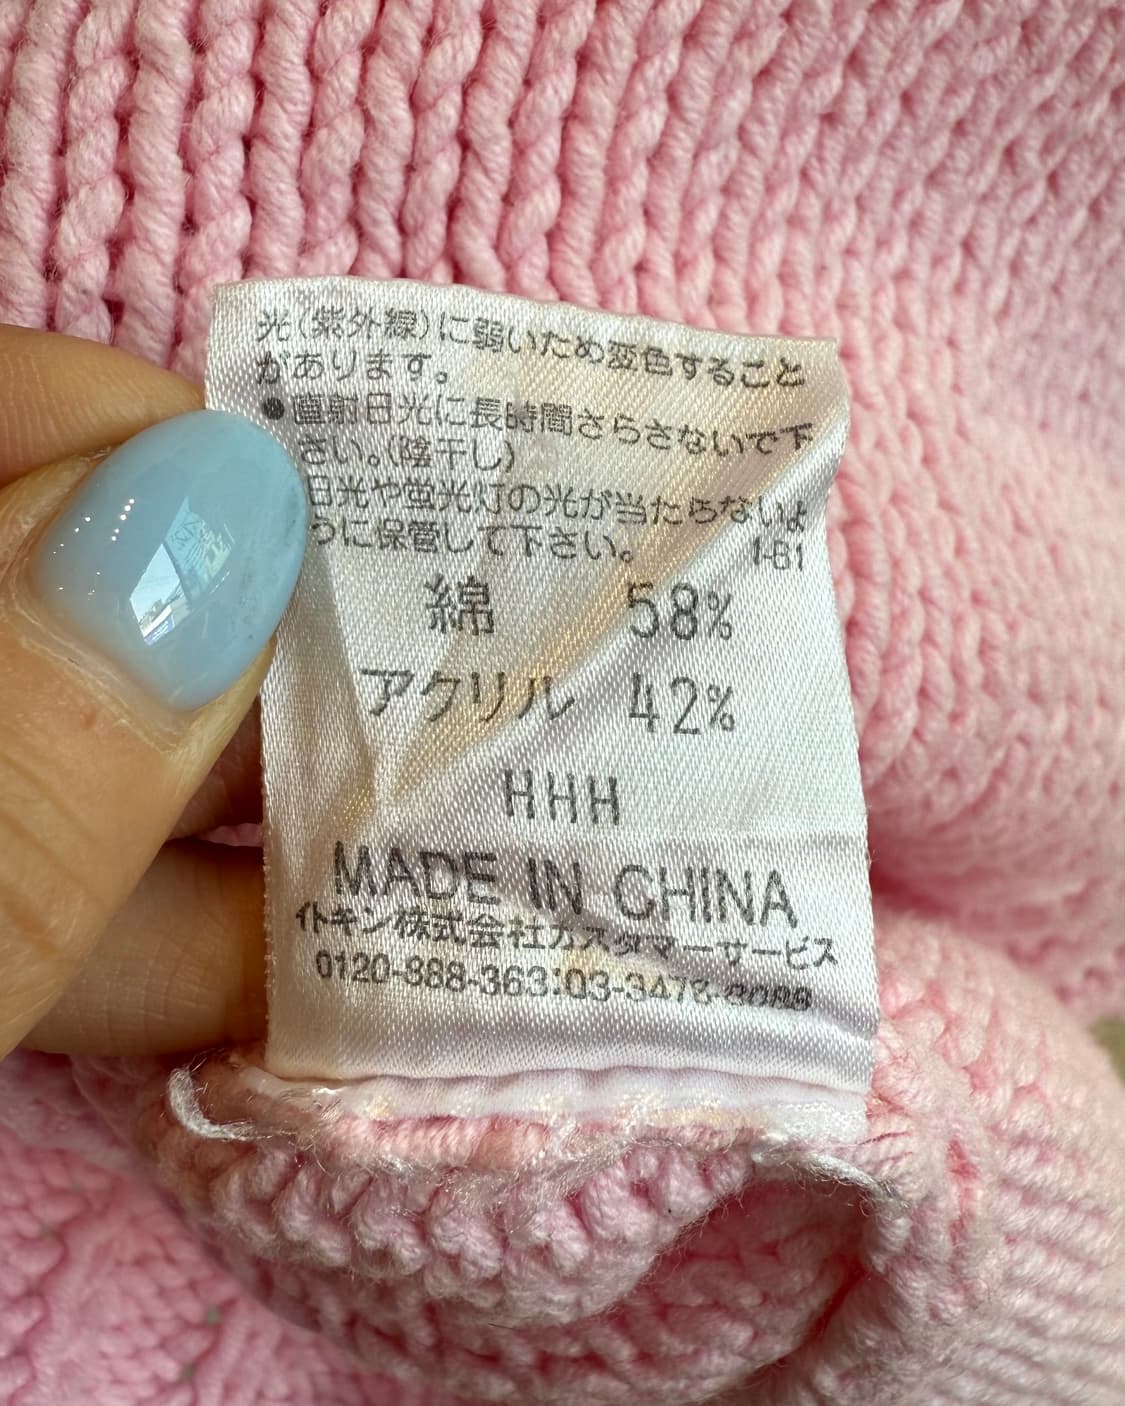 光(紫外線)に弱いため変色すること
があります。
●直射日光に長時間さらさないで下
さい。(陰干し)
日光や蛍光灯の光が当たらないよ
うに保管して下さい。
1-B1
綿 58%
アクリル 42%
HHH
MADE IN CHINA
イトキン株式会社カスタマーサービス
0120-888-363:03-3478-8088